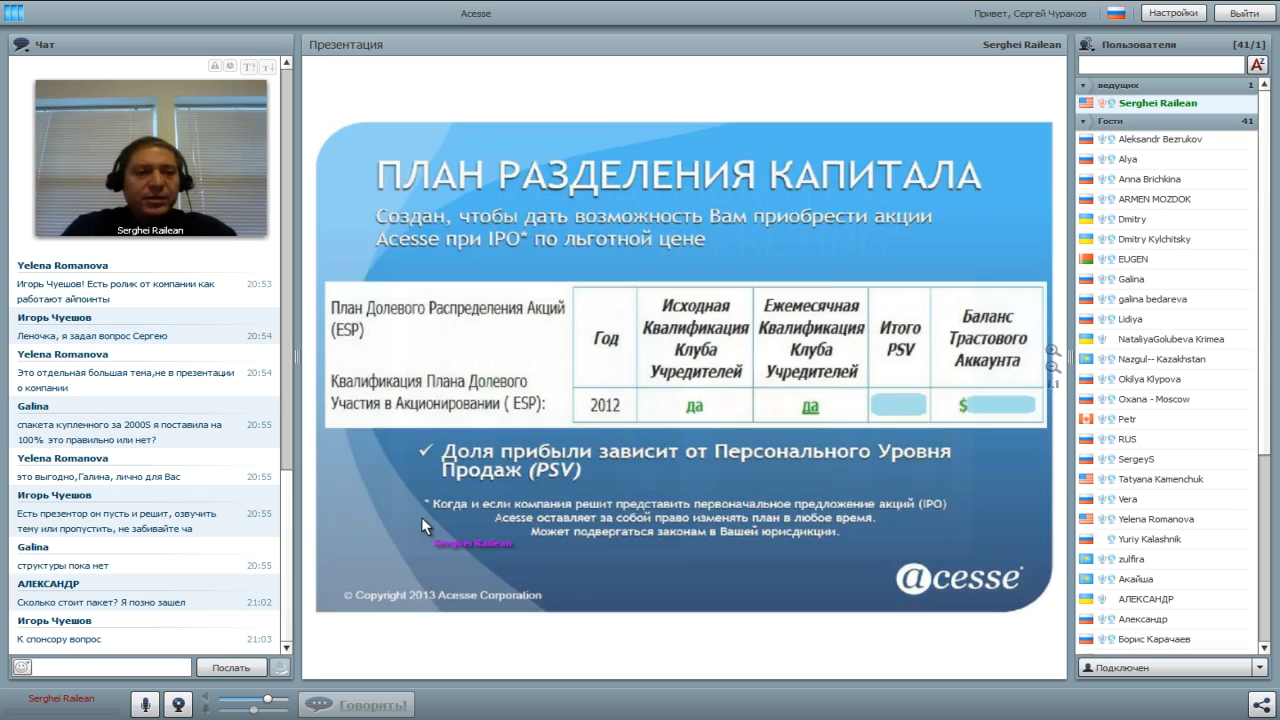 Acesse
Привет, Сергей Чураков
Настройки
Выйти
Чат
Serghei Railean
Yelena Romanova
Игорь Чуешов! Есть ролик от компании как 20:53
работают айпоинты
Игорь Чуешов
Леночка, я задал вопрос Сергею 20:54
Yelena Romanova
Это отдельная большая тема,не в презентации 20:54
о компании
Galina
спакета купленного за 2000S я поставила на 20:55
100% это правильно или нет?
Yelena Romanova
это выгодно,Галина, лично для Вас 20:55
Игорь Чуешов
Есть презентор он пусть и решит, озвучить 20:55
тему или пропустить, не забивайте ча
Galina
структуры пока нет 20:55
АЛЕКСАНДР
Сколько стоит пакет? Я позно зашел 21:02
Игорь Чуешов
К спонсору вопрос 21:03
Послать
Презентация
Serghei Railean
ПЛАН РАЗДЕЛЕНИЯ КАПИТАЛА
Создан, чтобы дать возможность Вам приобрести акции
Acesse при IPO* по льготной цене
План Долевого Распределения Акций
(ESP)
Квалификация Плана Долевого
Участия в Акционировании ( ESP):
Год
Исходная
Квалификация
Клуба
Учредителей
Ежемесячная
Квалификация
Клуба
Учредителей
Итого
PSV
Баланс
Трастового
Аккаунта
2012 да да $
✓ Доля прибыли зависит от Персонального Уровня
Продаж (PSV)
* Когда и если компания решит представить первоначальное предложение акций (IPO)
Acesse оставляет за собой право изменять план в любое время.
Может подвергаться законам в Вашей юрисдикции.
Serghei Railean
© Copyright 2013 Acesse Corporation
acesse
1:1
Пользователи [41/1]
ведущих 1
Serghei Railean
Гости 41
Aleksandr Bezrukov
Alya
Anna Brichkina
ARMEN MOZDOK
Dmitry
Dmitry Kylchitsky
EUGEN
Galina
galina bedareva
Lidiya
NataliyaGolubeva Krimea
Nazgul-- Kazakhstan
Okilya Klypova
Oxana - Moscow
Petr
RUS
SergeyS
Tatyana Kamenchuk
Vera
Yelena Romanova
Yuriy Kalashnik
zulfira
Акайша
АЛЕКСАНДР
Александр
Борис Карачаев
Подключен
Serghei Railean
Говорить!